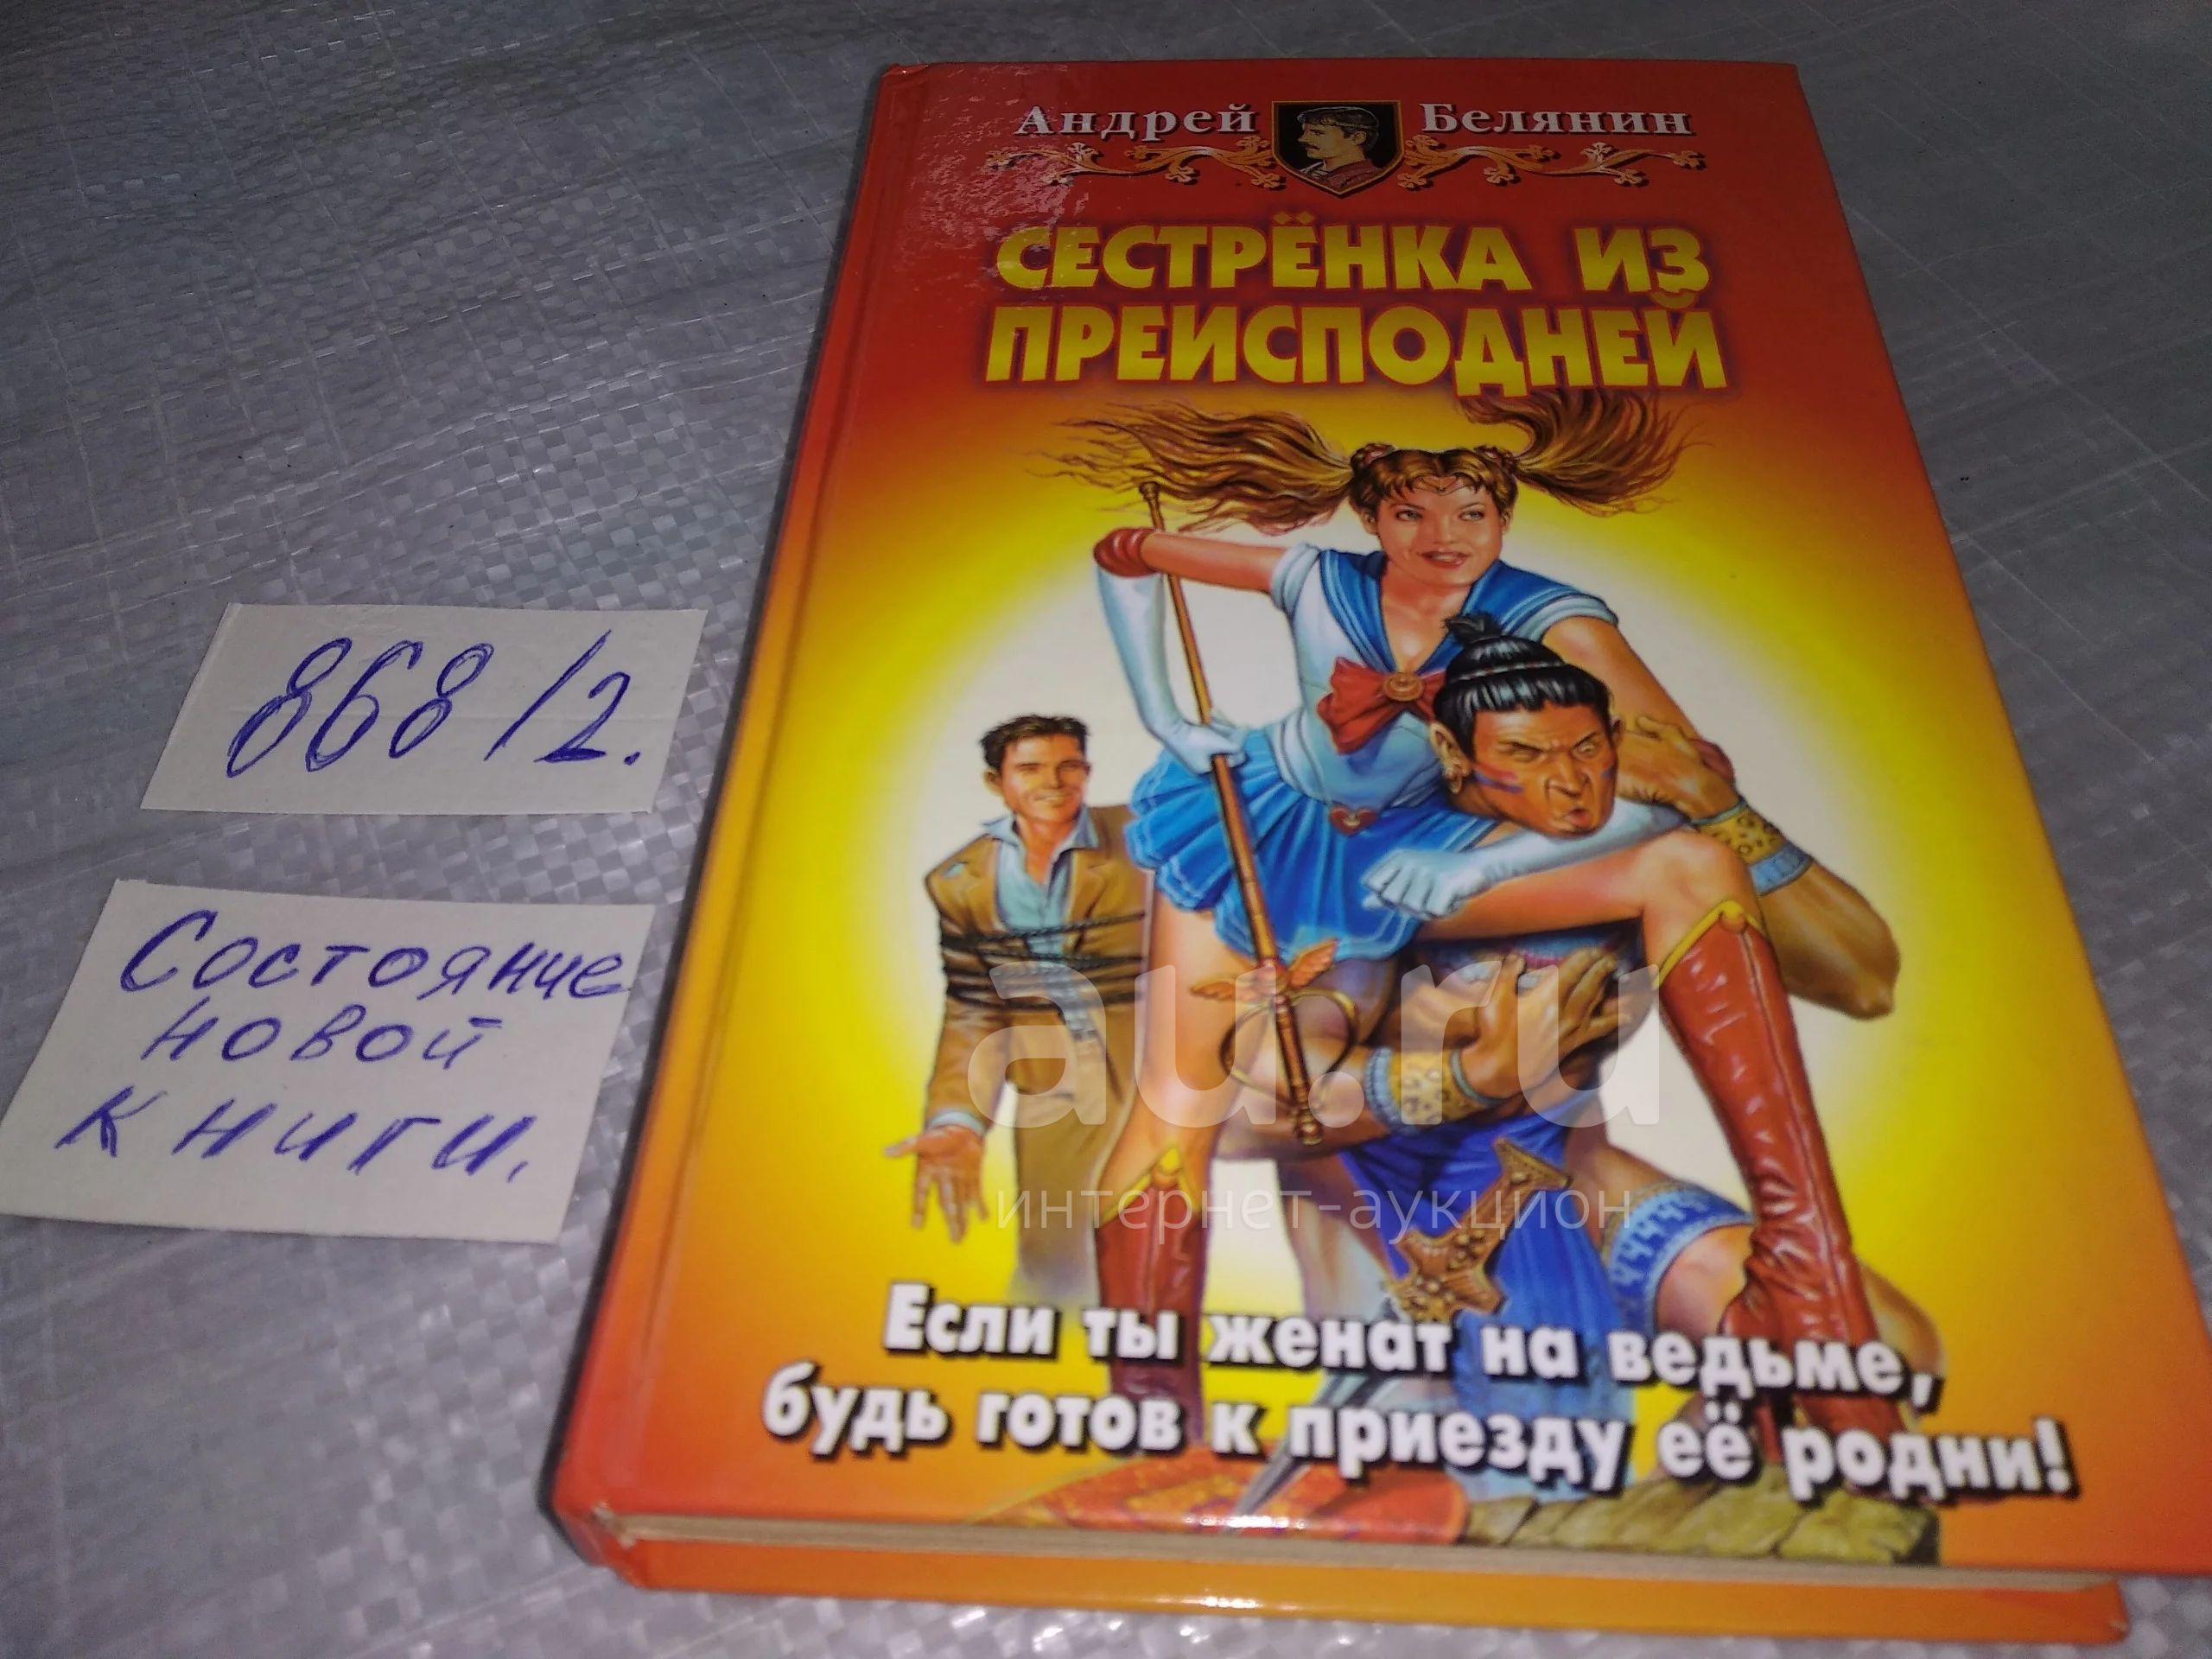 Андрей Белянин
СЕСТРЁНКА ИЗ
ПРЕИСПОДНЕЙ
868/2.
Состояние
новой
книги.
au.ru
интернет-аукцион
Если ты женат на ведьме,
будь готов к приезду её родни!